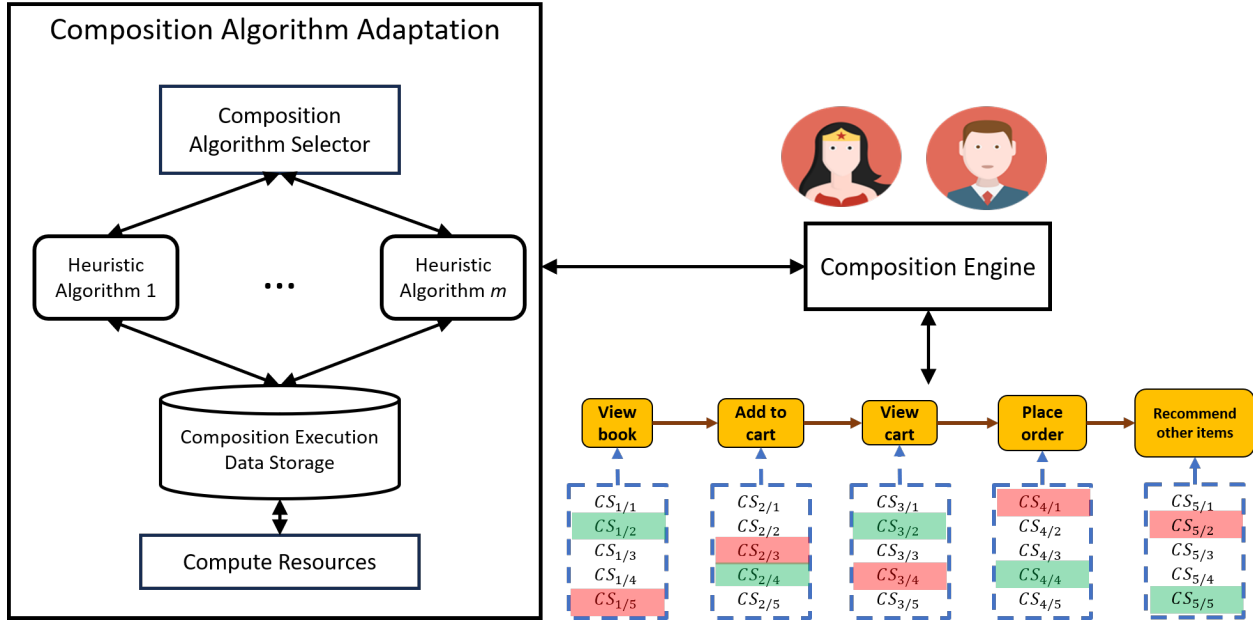 Composition Algorithm Adaptation
Composition
Algorithm Selector
Heuristic
Algorithm 1
...
Heuristic
Algorithm m
Composition Execution
Data Storage
Compute Resources
Composition Engine
View
book
Add to
cart
View
cart
Place
order
Recommend
other items
CS1/1
CS1/2
CS1/3
CS1/4
CS1/5
CS2/1
CS2/2
CS2/3
CS2/4
CS2/5
CS3/1
CS3/2
CS3/3
CS3/4
CS3/5
CS4/1
CS4/2
CS4/3
CS4/4
CS4/5
CS5/1
CS5/2
CS5/3
CS5/4
CS5/5